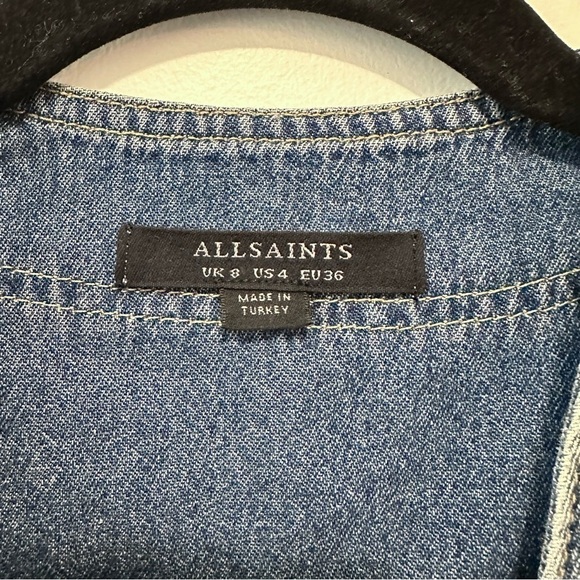 ALLSAINTS
UK 8 US 4 EU 36
MADE IN
TURKEY